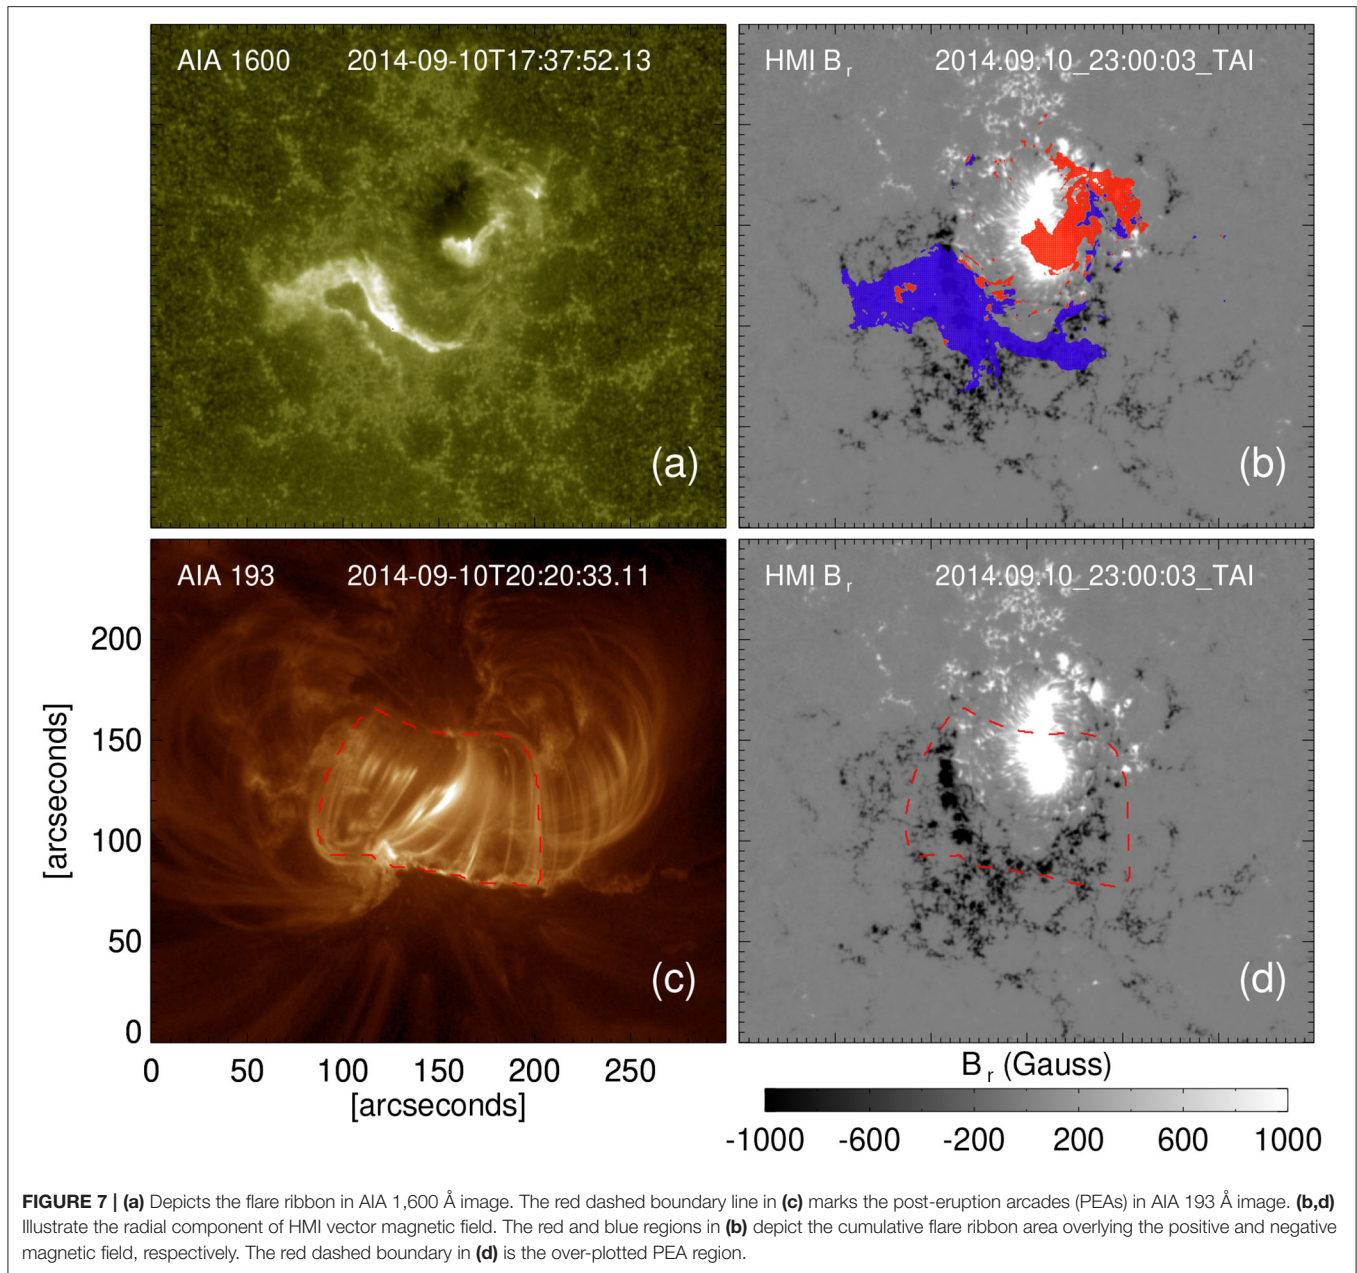 AIA 1600 2014-09-10T17:37:52.13
(a)
HMI B r 2014.09.10_23:00:03_TAI
(b)
AIA 193 2014-09-10T20:20:33.11
(c)
200
150
100
50
0
[arcseconds]
0 50 100 150 200 250
[arcseconds]
HMI B r 2014.09.10_23:00:03_TAI
(d)
B r (Gauss)
-1000 -600 -200 200 600 1000
FIGURE 7 | (a) Depicts the flare ribbon in AIA 1,600 Å image. The red dashed boundary line in (c) marks the post-eruption arcades (PEAs) in AIA 193 Å image. (b,d)
Illustrate the radial component of HMI vector magnetic field. The red and blue regions in (b) depict the cumulative flare ribbon area overlying the positive and negative
magnetic field, respectively. The red dashed boundary in (d) is the over-plotted PEA region.